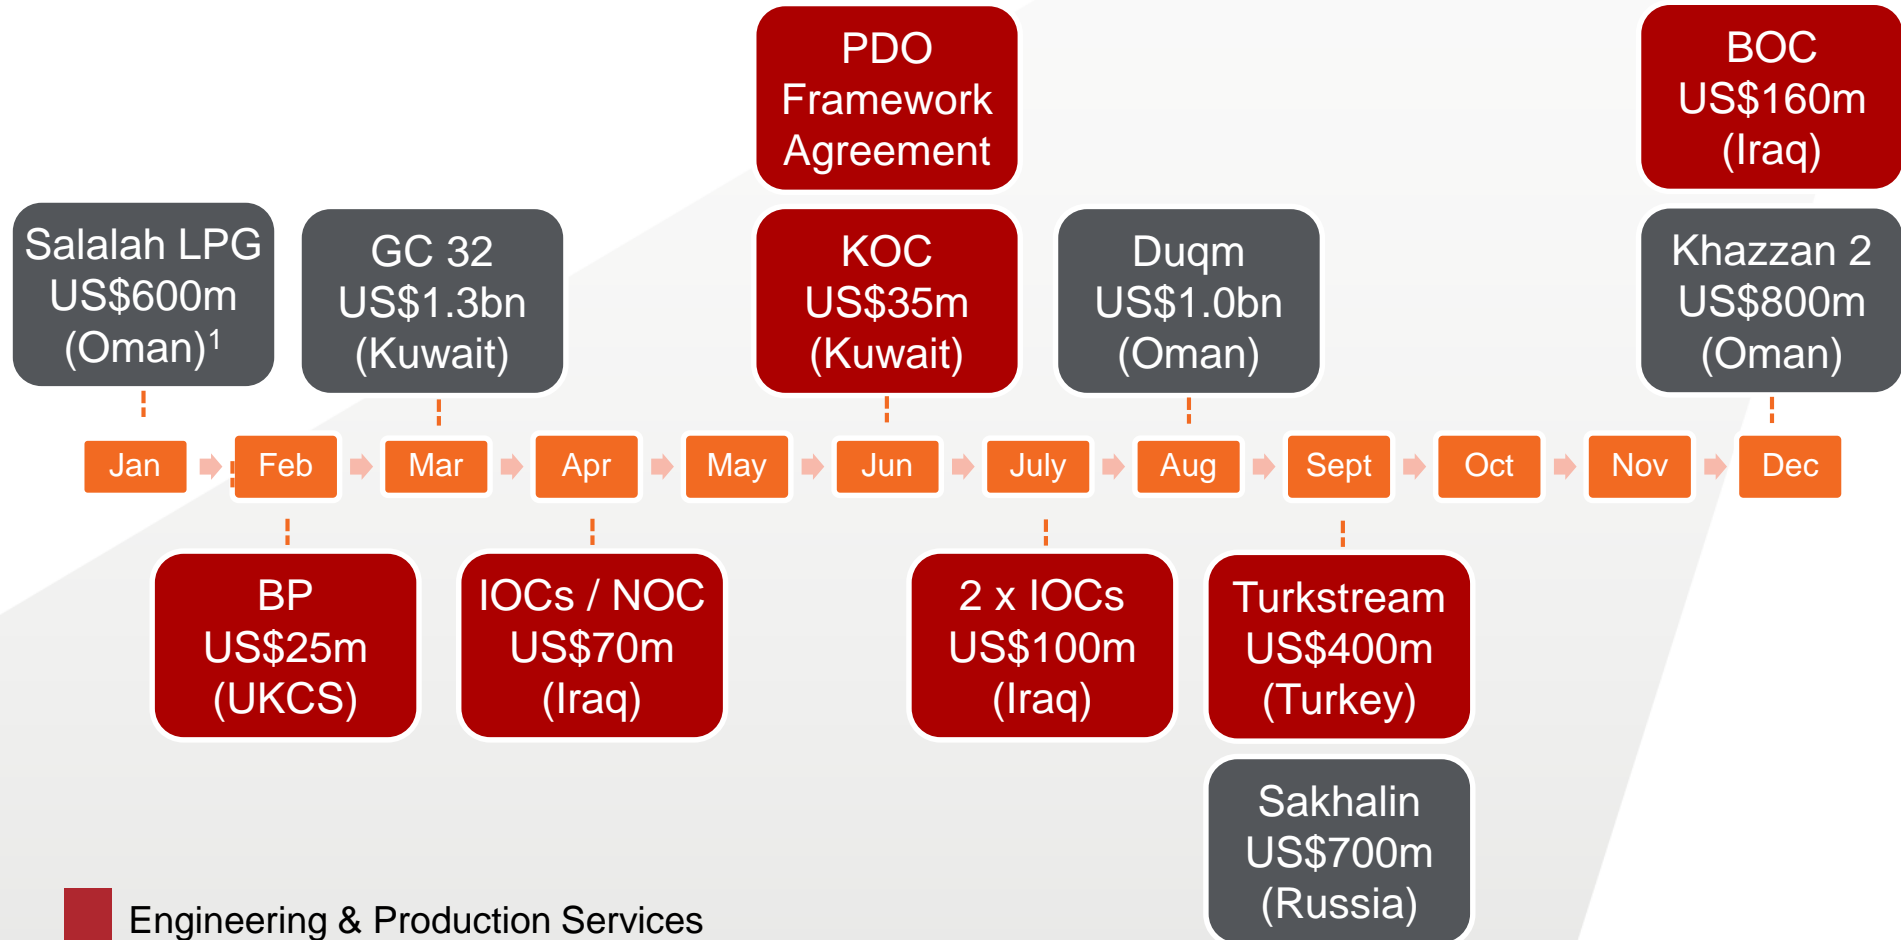 PDO
Framework
Agreement
BOC
US$160m
(Iraq)
Salalah LPG
US$600m
(Oman)¹
GC 32
US$1.3bn
(Kuwait)
KOC
US$35m
(Kuwait)
Duqm
US$1.0bn
(Oman)
Khazzan 2
US$800m
(Oman)
Jan
Feb
Mar
Apr
May
Jun
July
Aug
Sept
Oct
Nov
Dec
BP
US$25m
(UKCS)
IOCs / NOC
US$70m
(Iraq)
2 x IOCs
US$100m
(Iraq)
Turkstream
US$400m
(Turkey)
Sakhalin
US$700m
(Russia)
Engineering & Production Services